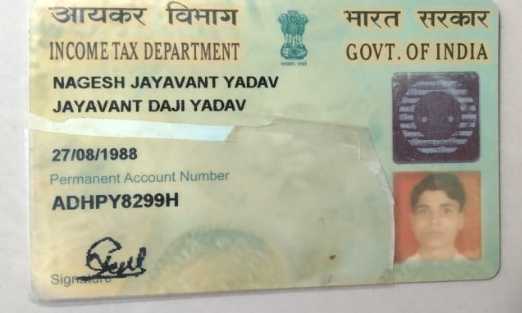 आयकर विभाग
भारत सरकार
INCOME TAX DEPARTMENT
GOVT. OF INDIA
NAGESH JAYAVANT YADAV
JAYAVANT DAJI YADAV
27/08/1988
Permanent Account Number
ADHPY8299H
Signature